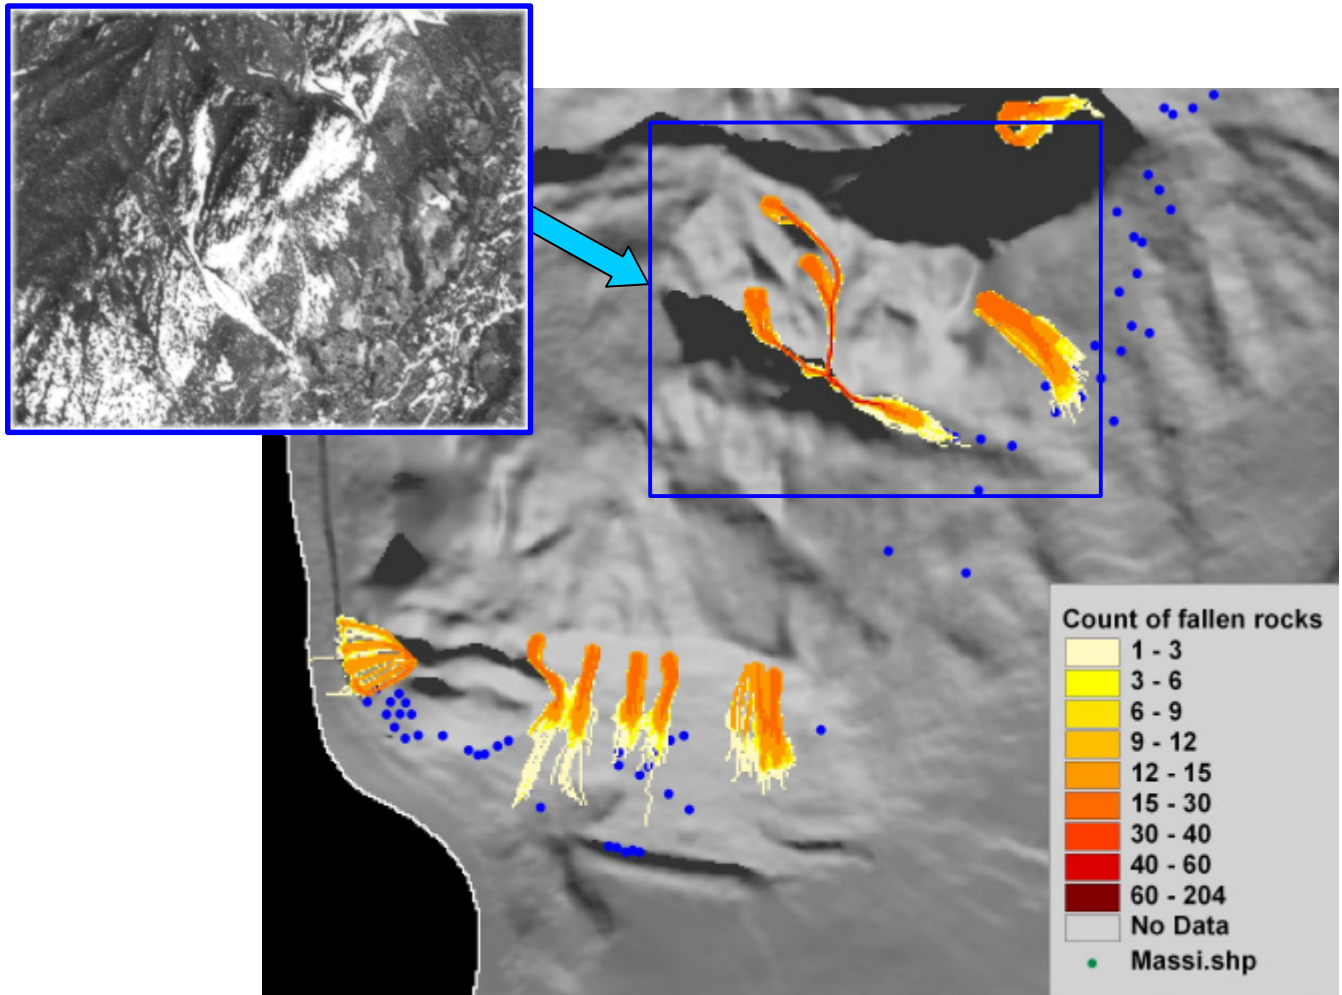 Count of fallen rocks
1 - 3
3 - 6
6 - 9
9 - 12
12 - 15
15 - 30
30 - 40
40 - 60
60 - 204
No Data
Massi.shp